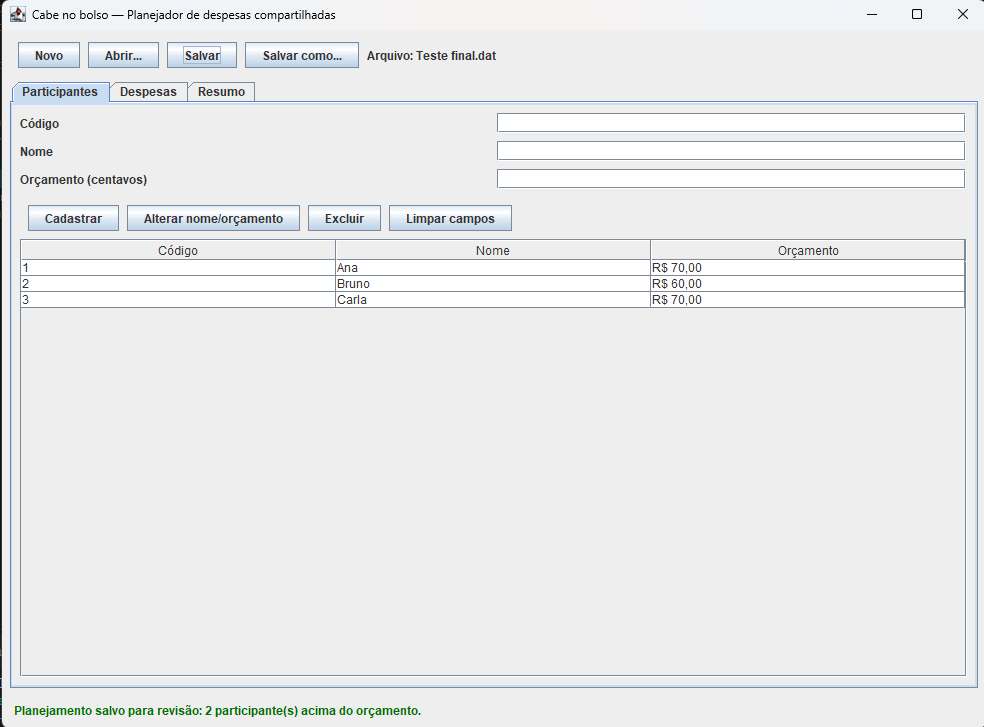 Cabe no bolso — Planejador de despesas compartilhadas
Novo Abrir... Salvar Salvar como... Arquivo: Teste final.dat
Participantes Despesas Resumo
Código
Nome
Orçamento (centavos)
Cadastrar Alterar nome/orçamento Excluir Limpar campos
Código Nome Orçamento
1 Ana R$ 70,00
2 Bruno R$ 60,00
3 Carla R$ 70,00
Planejamento salvo para revisão: 2 participante(s) acima do orçamento.